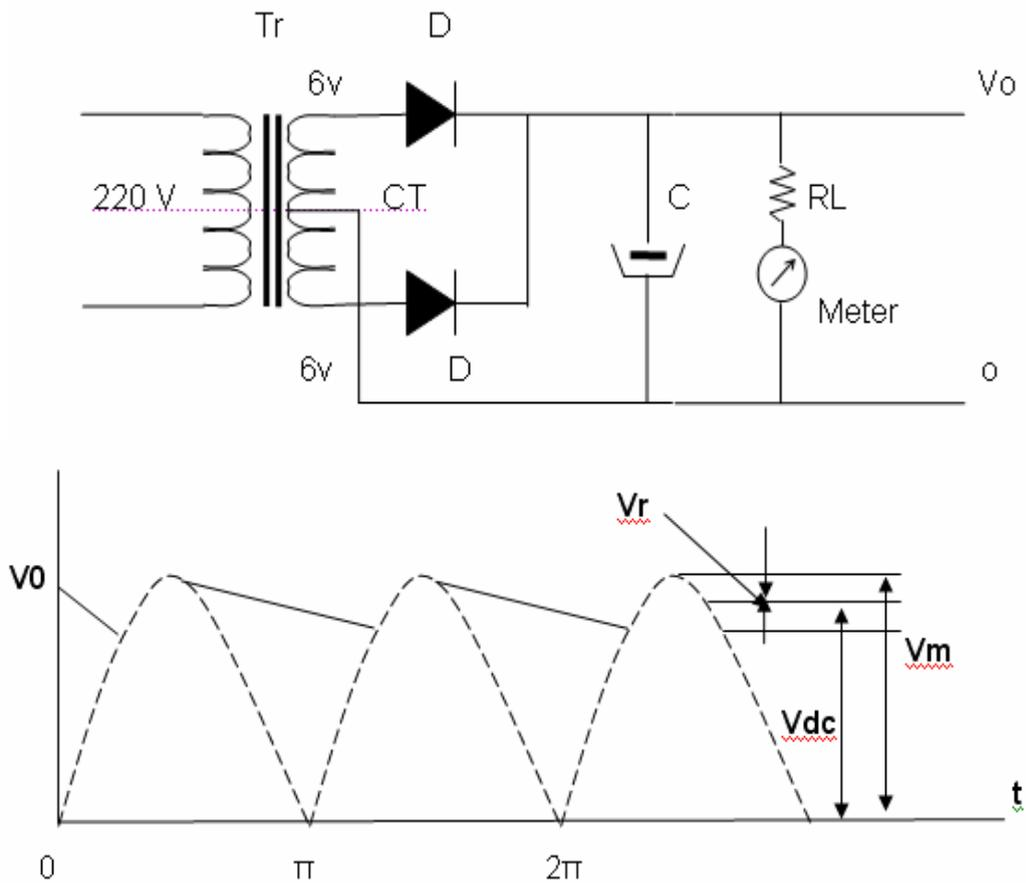 Tr D
6v Vo
220 V CT C RL
Meter
6v D o
Vr
V0
Vm
Vdc
t
0 π 2π